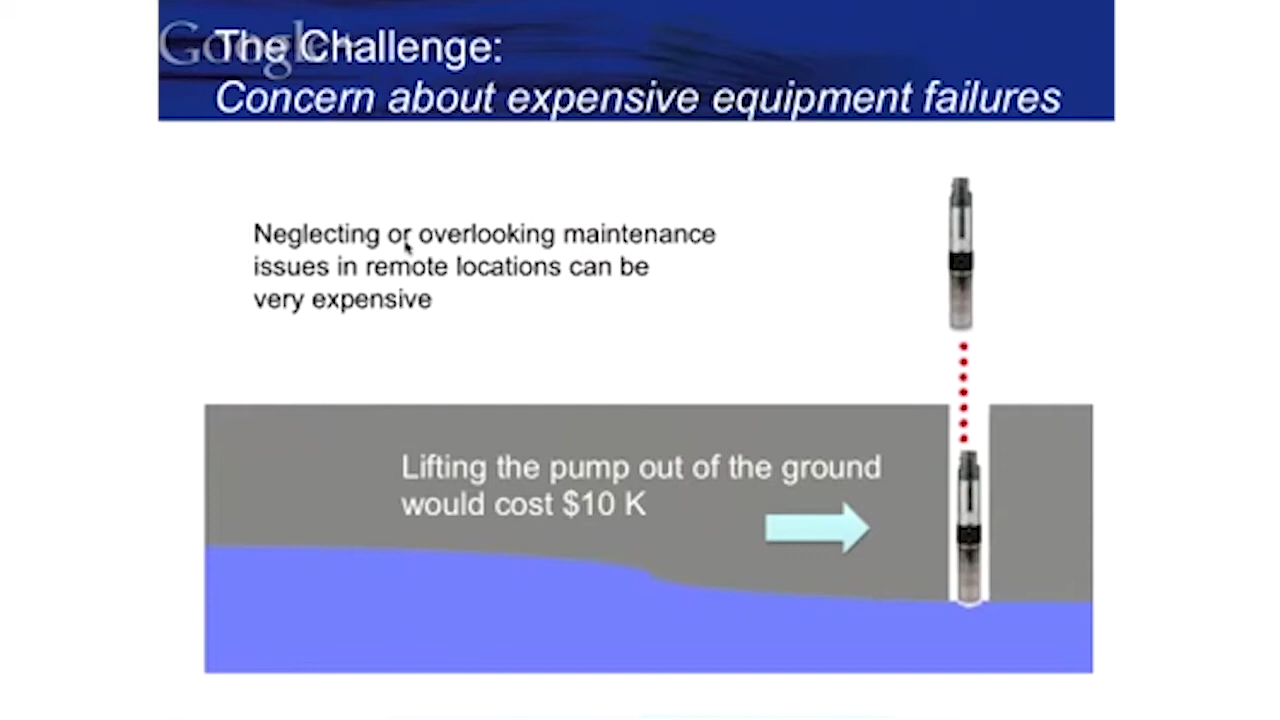 Google+
The Challenge:
Concern about expensive equipment failures
Neglecting or overlooking maintenance
issues in remote locations can be
very expensive
Lifting the pump out of the ground
would cost $10 K